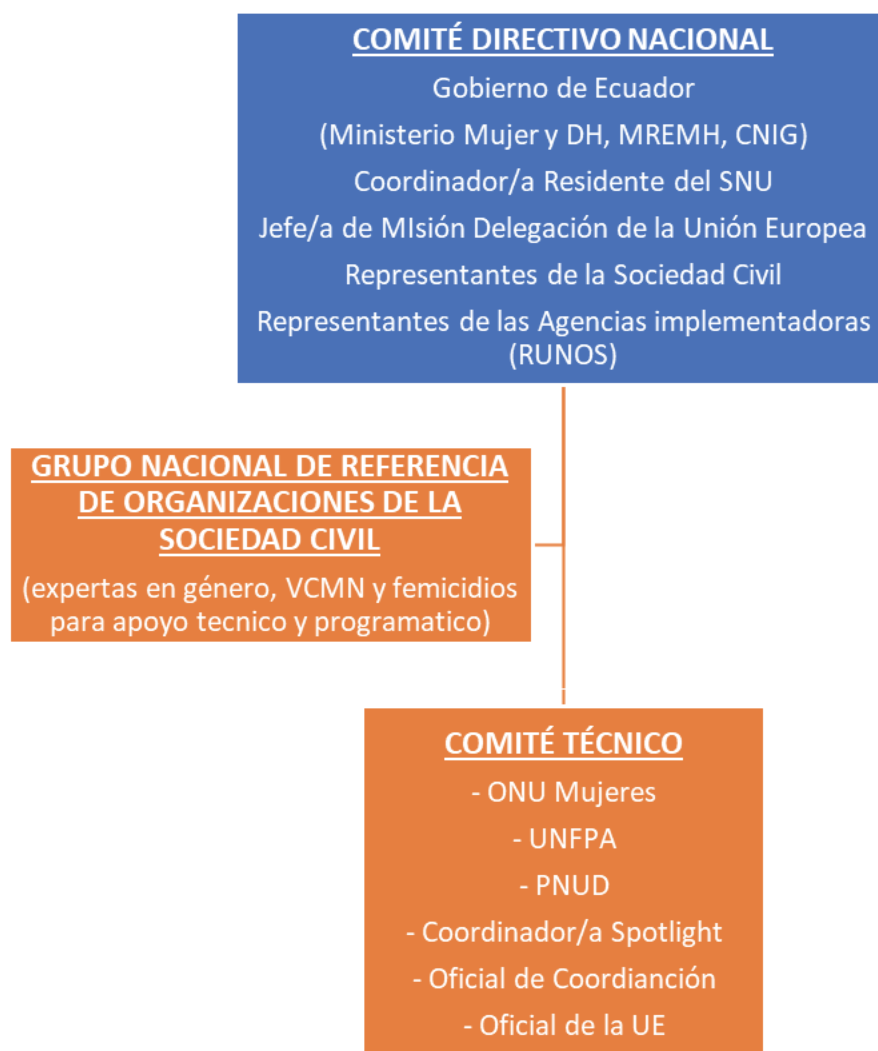 COMITÉ DIRECTIVO NACIONAL
Gobierno de Ecuador
(Ministerio Mujer y DH, MREMH, CNIG)
Coordinador/a Residente del SNU
Jefe/a de MIsión Delegación de la Unión Europea
Representantes de la Sociedad Civil
Representantes de las Agencias implementadoras
(RUNOS)
GRUPO NACIONAL DE REFERENCIA
DE ORGANIZACIONES DE LA
SOCIEDAD CIVIL
(expertas en género, VCMN y femicidios
para apoyo tecnico y programatico)
COMITÉ TÉCNICO
- ONU Mujeres
- UNFPA
- PNUD
- Coordinador/a Spotlight
- Oficial de Coordianción
- Oficial de la UE